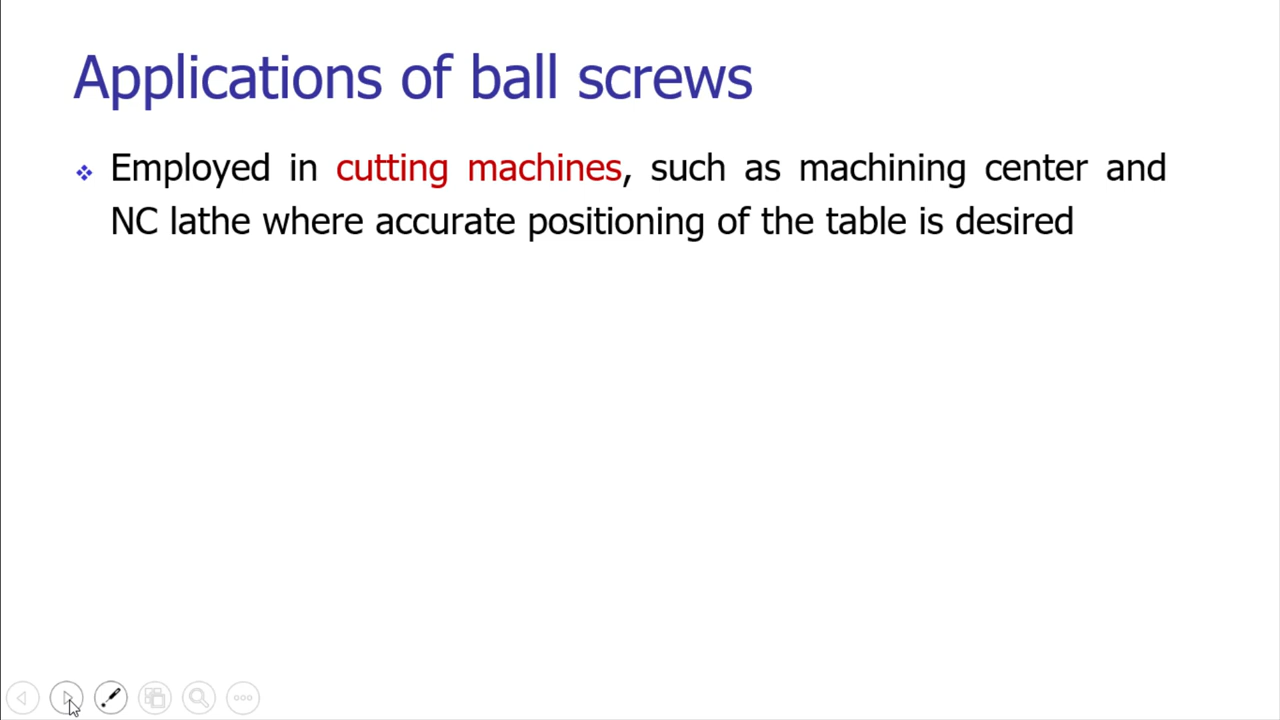 Applications of ball screws
Employed in cutting machines, such as machining center and
NC lathe where accurate positioning of the table is desired